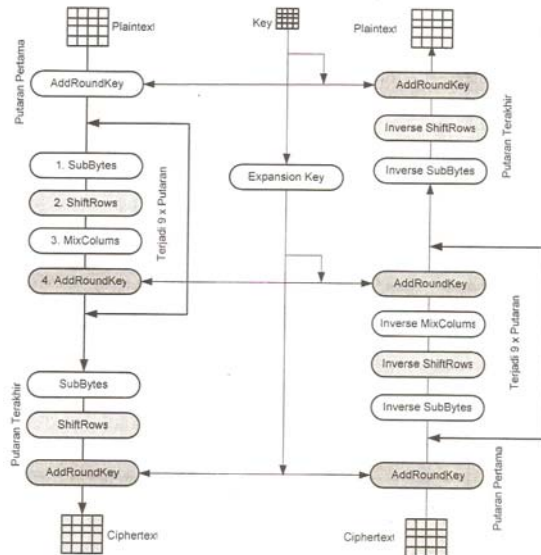 Plaintext
Putaran Pertama
AddRoundKey
1. SubBytes
2. ShiftRows
3. MixColums
4. AddRoundKey
Terjadi 9 x Putaran
Putaran Terakhir
SubBytes
ShiftRows
AddRoundKey
Ciphertext
Key
Expansion Key
Plaintext
AddRoundKey
Inverse ShiftRows
Inverse SubBytes
Putaran Terakhir
AddRoundKey
Inverse MixColums
Inverse ShiftRows
Inverse SubBytes
Terjadi 9 x Putaran
AddRoundKey
Putaran Pertama
Ciphertext